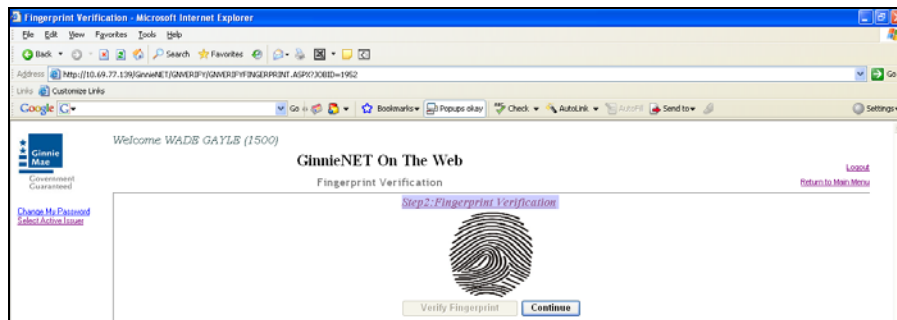 Fingerprint Verification - Microsoft Internet Explorer
File Edit View Favorites Tools Help
Back Search Favorites
Address http://10.69.77.139/GinnieNET/GNVERIFY/GNVERIFYFINGERPRINT.ASPX?JOBID=1952 Go
Links Customize Links
Google G Go Bookmarks Popups okay Check AutoLink AutoFill Send to Settings
Welcome WADE GAYLE (1500)
Ginnie
Mae
Government
Guaranteed
GinnieNET On The Web
Logout
Fingerprint Verification
Return to Main Menu
Change My Password
Select Active Issuer
Step2:Fingerprint Verification
Verify Fingerprint Continue